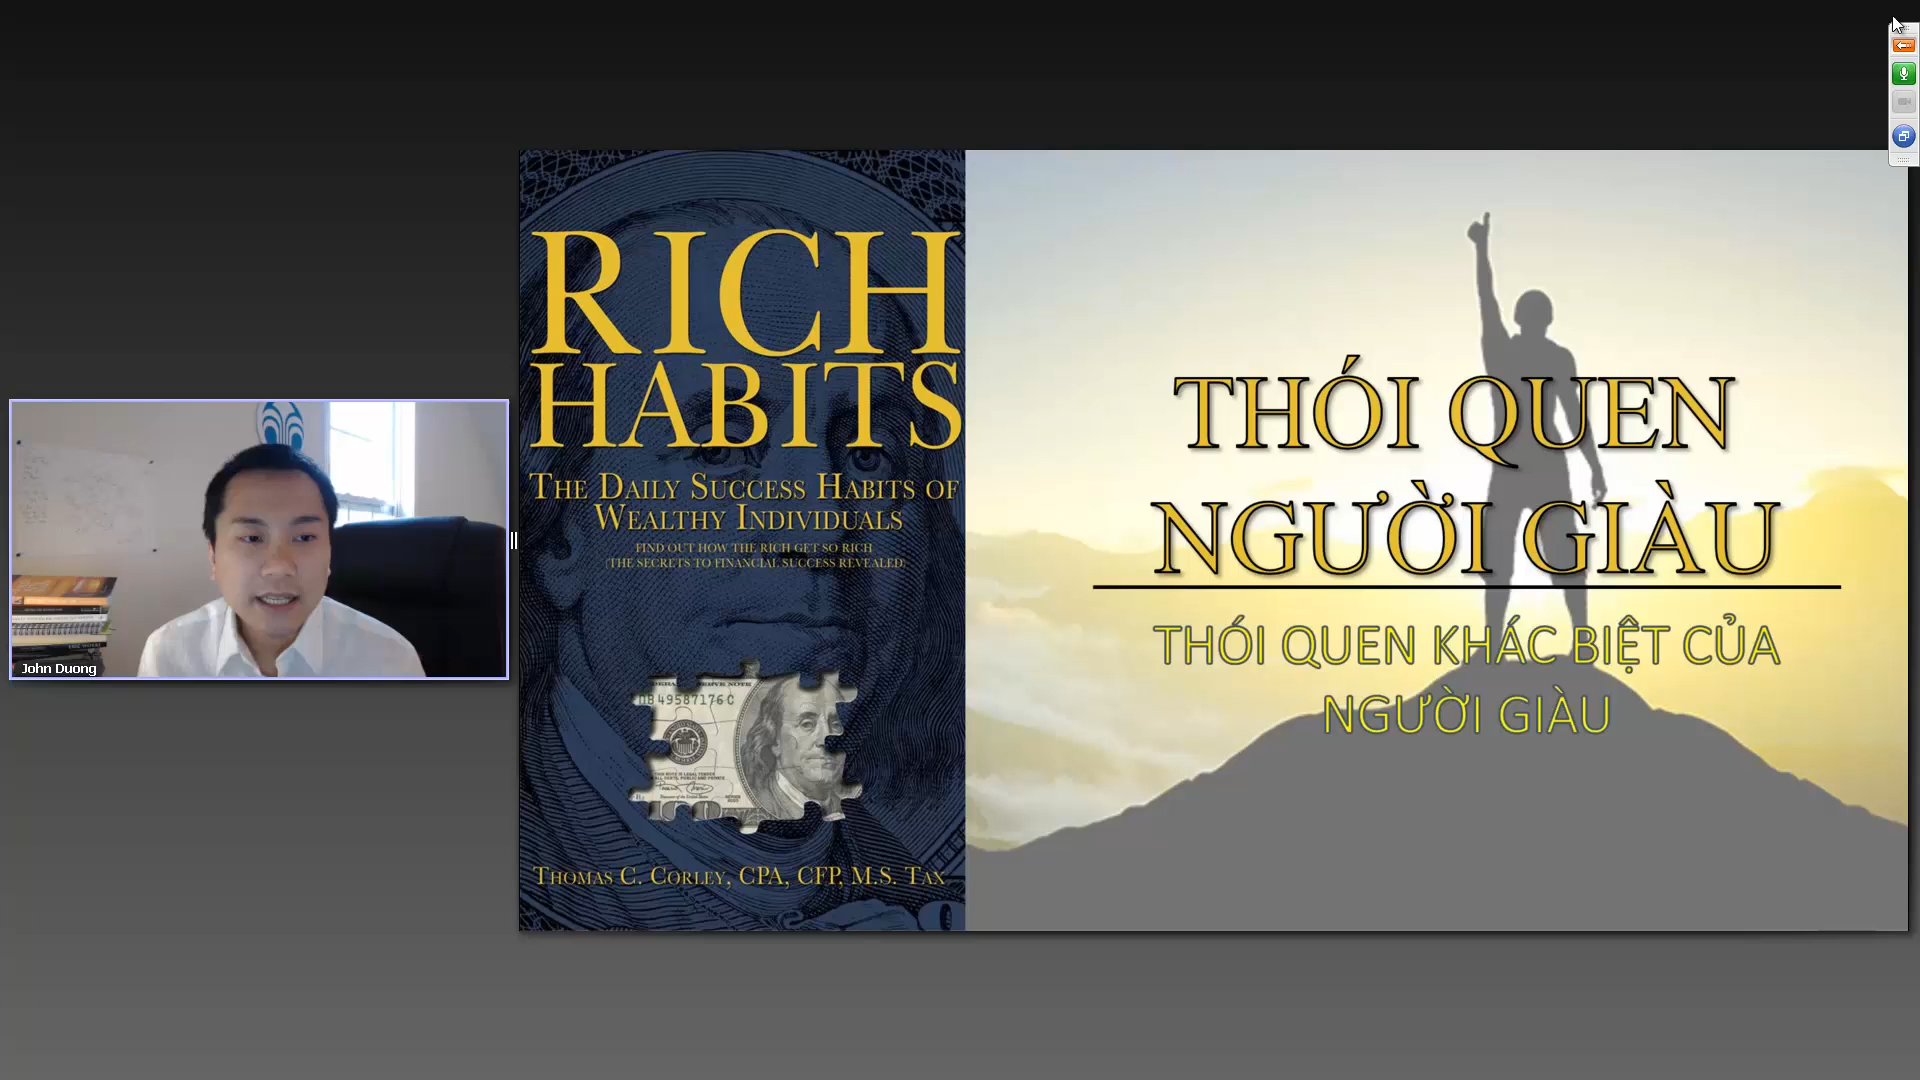 RICH
HABITS
THE DAILY SUCCESS HABITS OF
WEALTHY INDIVIDUALS
FIND OUT HOW THE RICH GET SO RICH
(THE SECRETS TO FINANCIAL SUCCESS REVEALED)
DB 49587176 C
THOMAS C. CORLEY, CPA, CFP, M.S. TAX
THÓI QUEN
NGƯỜI GIÀU
THÓI QUEN KHÁC BIỆT CỦA
NGƯỜI GIÀU
John Duong